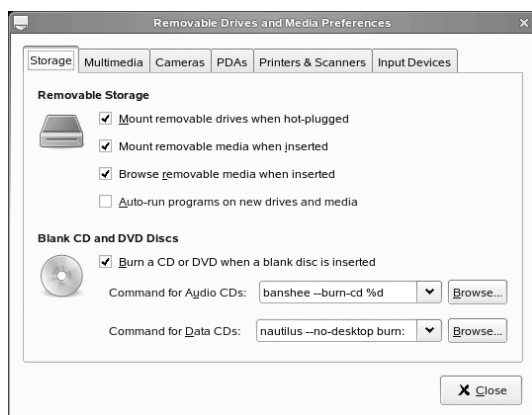 Removable Drives and Media Preferences
Storage Multimedia Cameras PDAs Printers & Scanners Input Devices
Removable Storage
Mount removable drives when hot-plugged
Mount removable media when inserted
Browse removable media when inserted
Auto-run programs on new drives and media
Blank CD and DVD Discs
Burn a CD or DVD when a blank disc is inserted
Command for Audio CDs: banshee --burn-cd %d Browse...
Command for Data CDs: nautilus --no-desktop burn: Browse...
Close